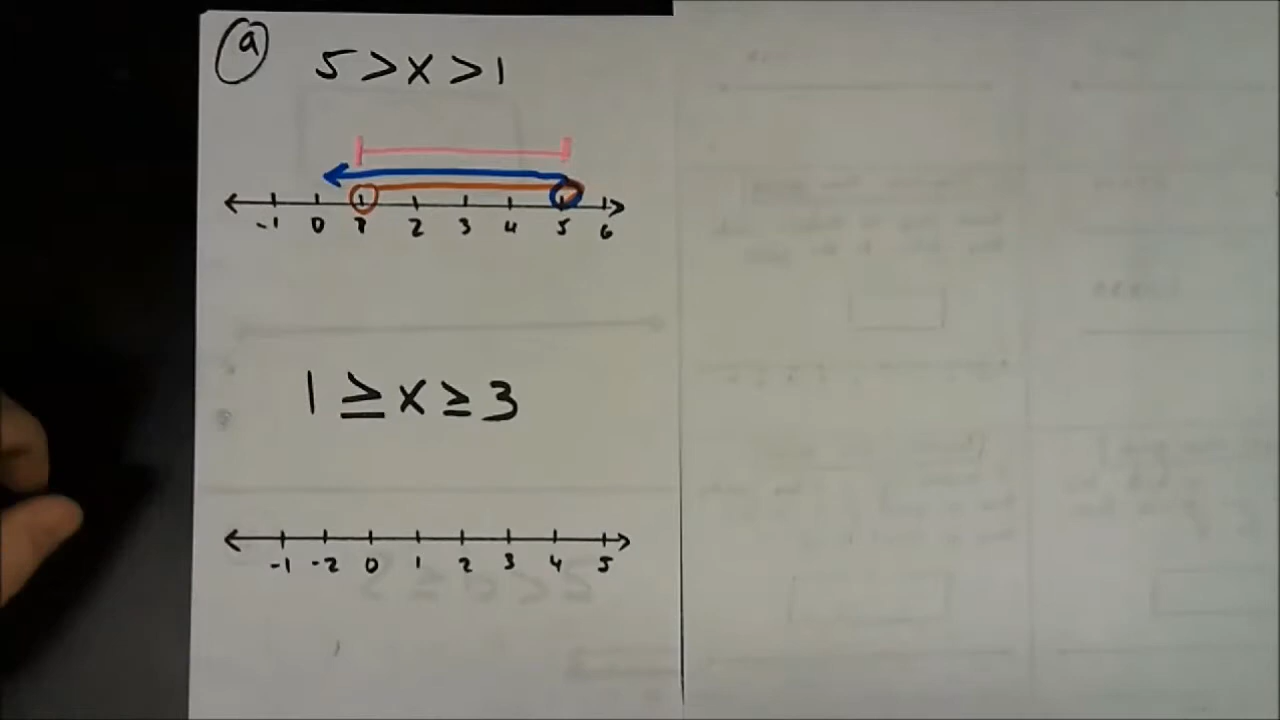 a
5 > x > 1
-1 0 1 2 3 4 5 6
1 ≥ x ≥ 3
-1 -2 0 1 2 3 4 5